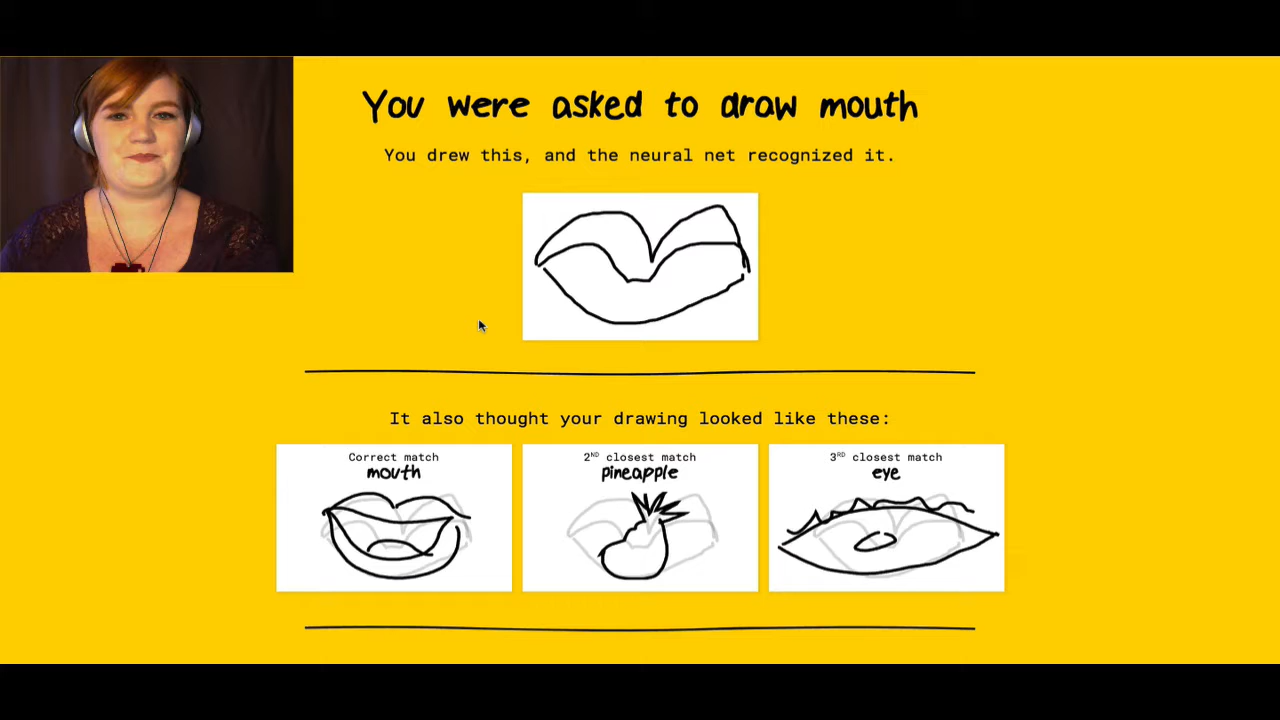 You were asked to draw mouth
You drew this, and the neural net recognized it.
It also thought your drawing looked like these:
Correct match
mouth
2ND closest match
pineapple
3RD closest match
eye